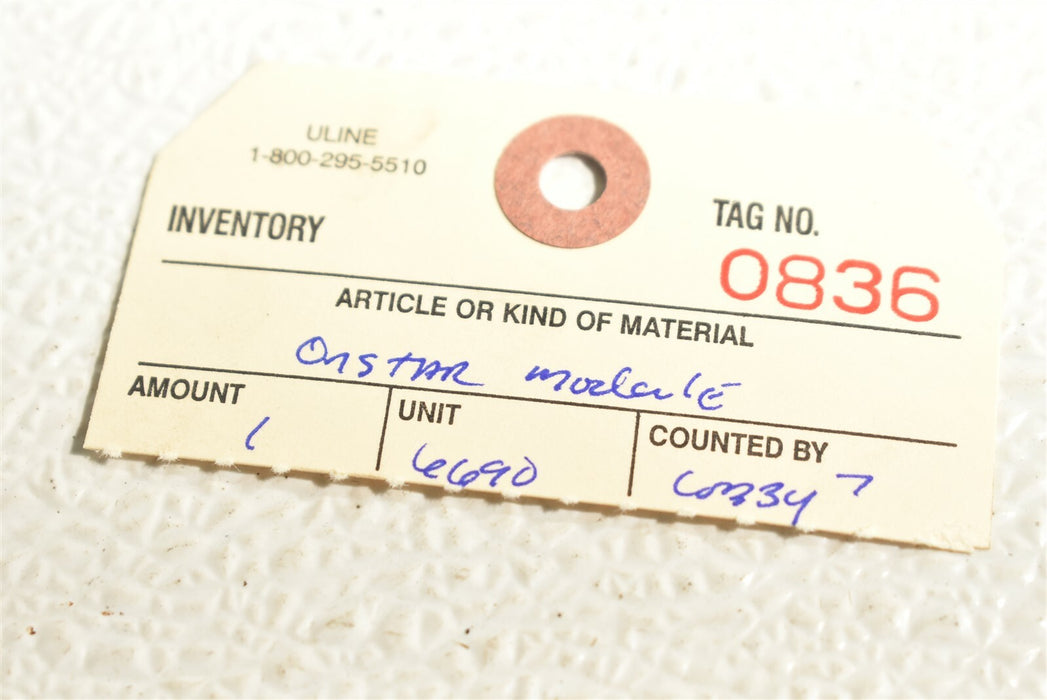 ULINE
1-800-295-5510
INVENTORY
TAG NO.
0836
ARTICLE OR KIND OF MATERIAL
OnSTAR modulE
AMOUNT
1
UNIT
6690
COUNTED BY